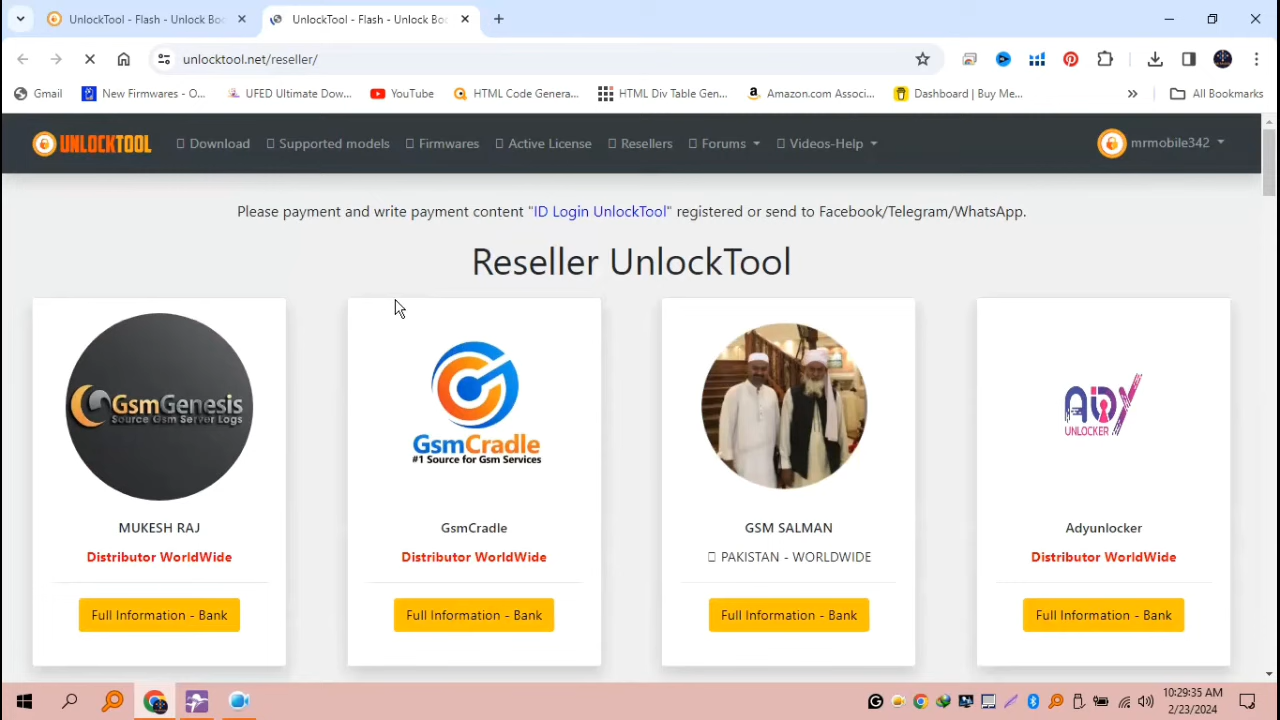 UnlockTool - Flash - Unlock Boo
UnlockTool - Flash - Unlock Boo
unlocktool.net/reseller/
Gmail
New Firmwares - O...
UFED Ultimate Dow...
YouTube
HTML Code Genera...
HTML Div Table Gen...
Amazon.com Associ...
Dashboard | Buy Me...
All Bookmarks
UNLOCKTOOL
Download
Supported models
Firmwares
Active License
Resellers
Forums
Videos-Help
mrmobile342
Please payment and write payment content "ID Login UnlockTool" registered or send to Facebook/Telegram/WhatsApp.
Reseller UnlockTool
GsmGenesis
Source Gsm Server Logs
GsmCradle
#1 Source for Gsm Services
ADY
UNLOCKER
MUKESH RAJ
GsmCradle
GSM SALMAN
Adyunlocker
Distributor WorldWide
Distributor WorldWide
PAKISTAN - WORLDWIDE
Distributor WorldWide
Full Information - Bank
Full Information - Bank
Full Information - Bank
Full Information - Bank
10:29:35 AM
2/23/2024